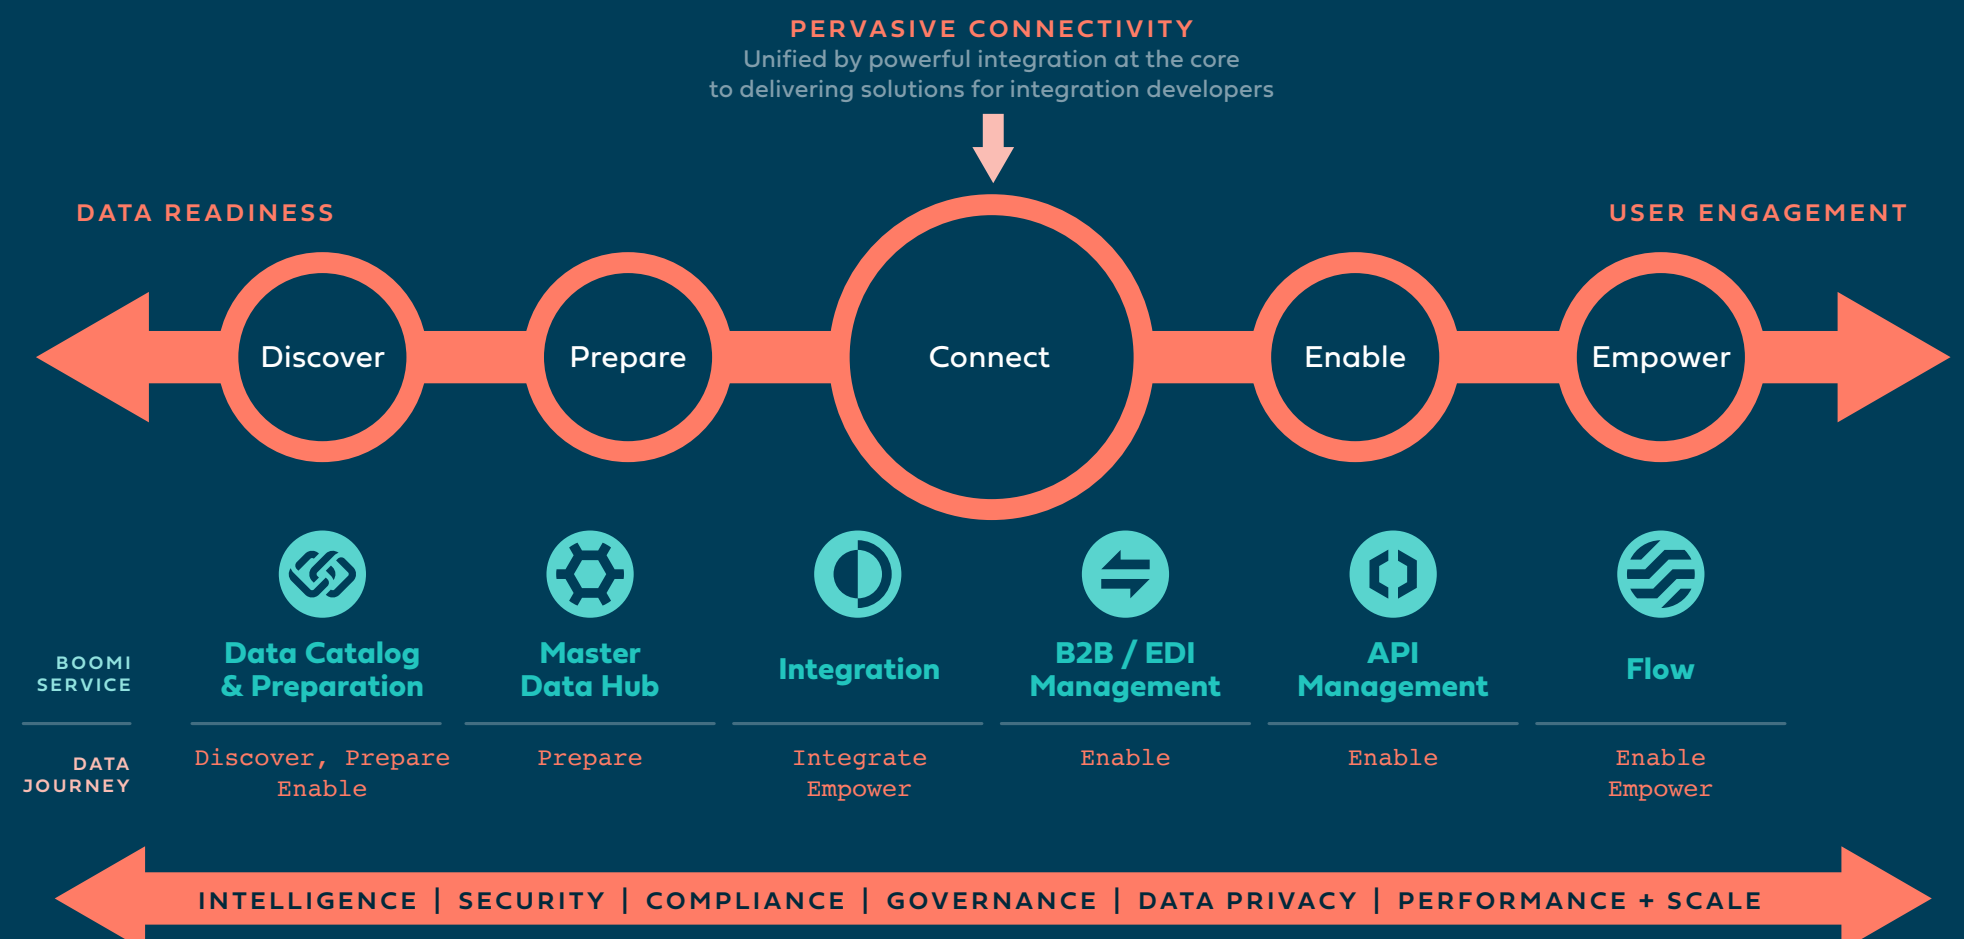 PERVASIVE CONNECTIVITY
Unified by powerful integration at the core
to delivering solutions for integration developers
DATA READINESS
USER ENGAGEMENT
Discover
Prepare
Connect
Enable
Empower
BOOMI
SERVICE
Data Catalog
& Preparation
Master
Data Hub
Integration
B2B / EDI
Management
API
Management
Flow
DATA
JOURNEY
Discover, Prepare
Enable
Prepare
Integrate
Empower
Enable
Enable
Enable
Empower
INTELLIGENCE | SECURITY | COMPLIANCE | GOVERNANCE | DATA PRIVACY | PERFORMANCE + SCALE